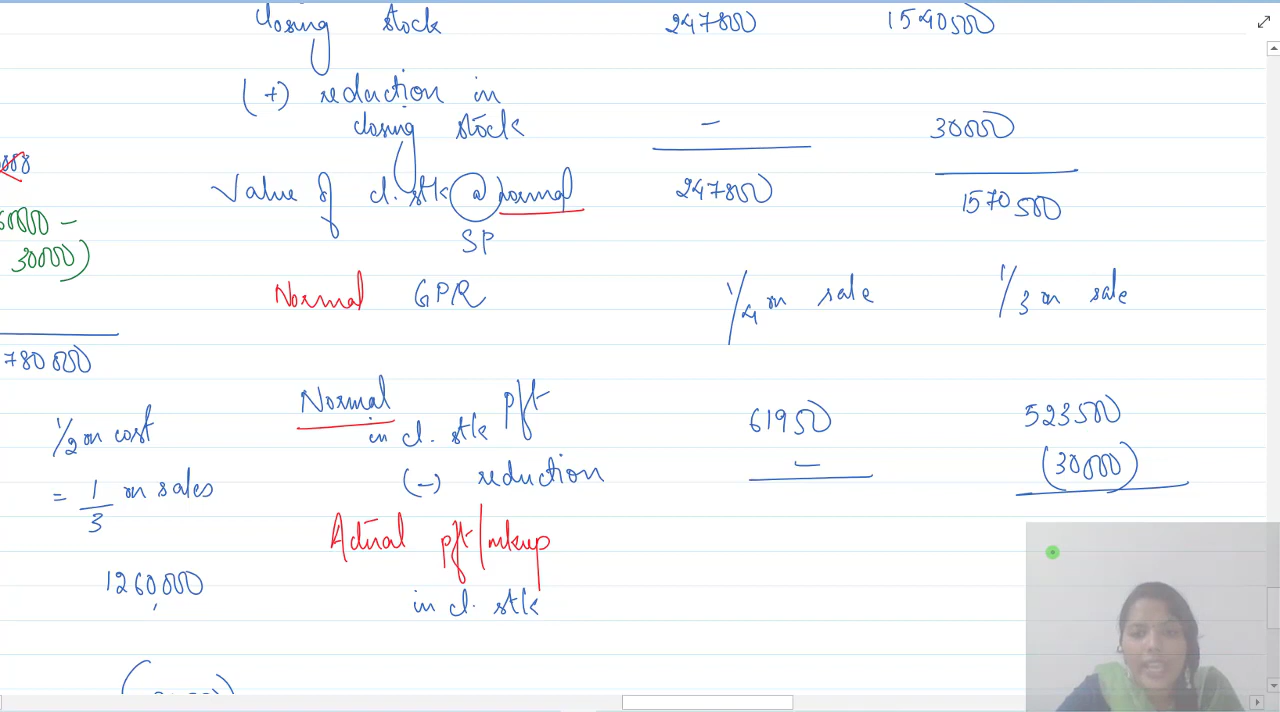 closing stock 247800 1540500
(+) reduction in
closing stock - 30000
Value of cl. stk @ normal 247800 1570500
SP
30000)
Normal GPR 1/4 on sale 1/3 on sale
780000
Normal pft
in cl. stk 61950 523500
1/2 on cost
(-) reduction - (30000)
= 1/3 on sales
Actual pft/mkup
in cl. stk
1260,000